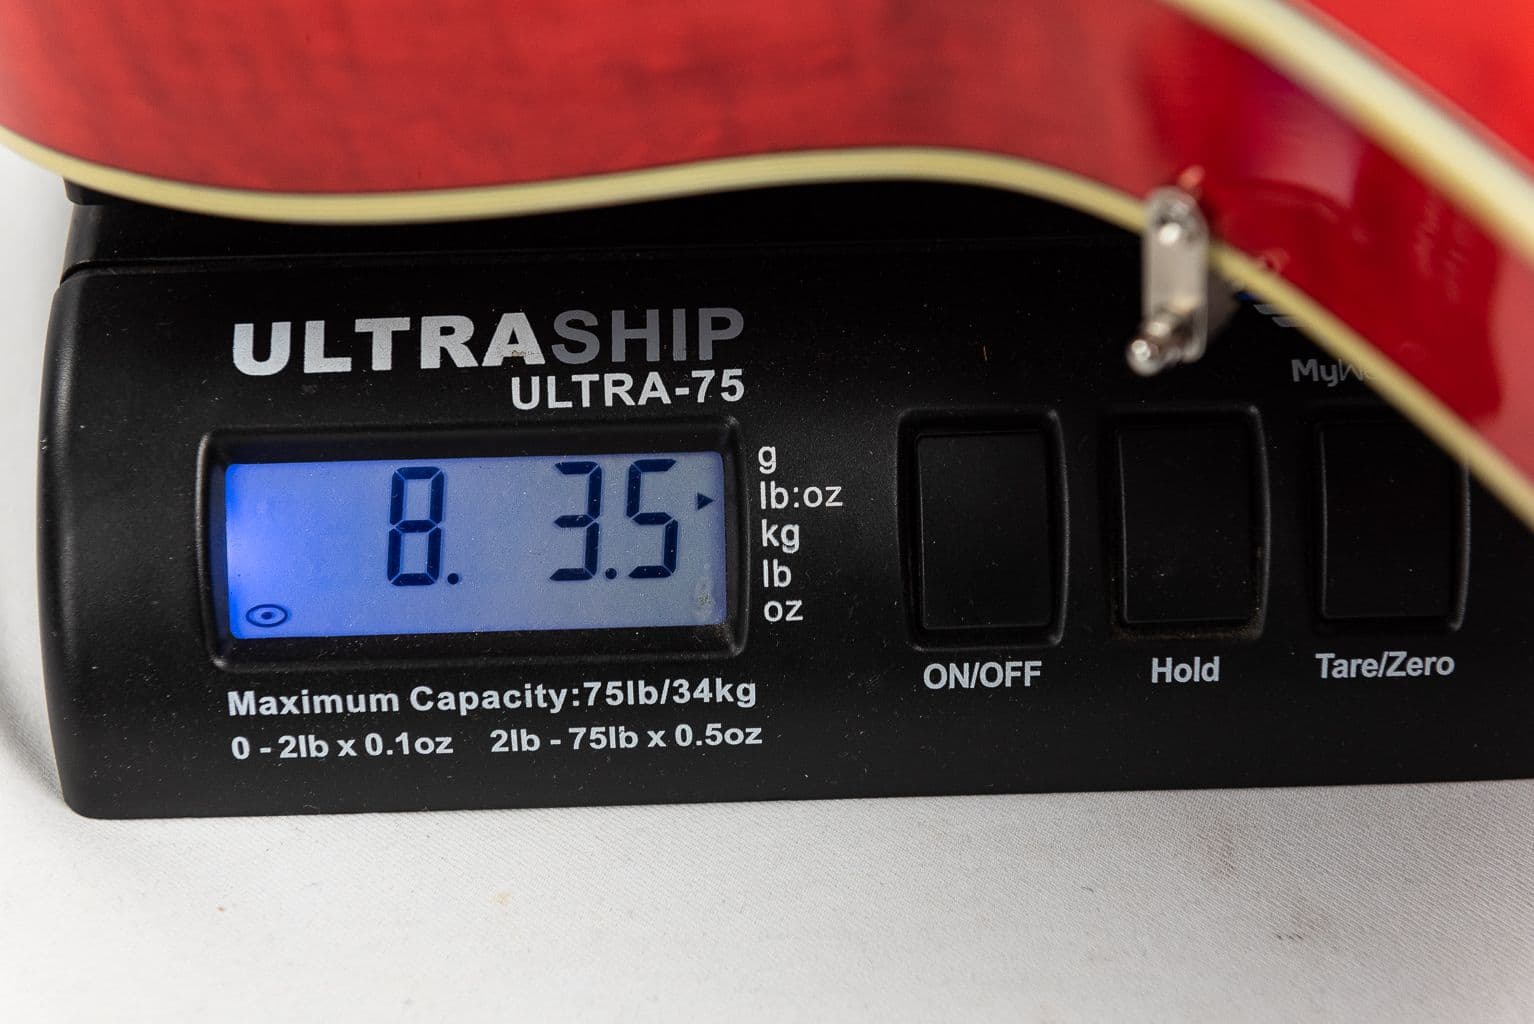 ULTRASHIP
ULTRA-75
8. 3.5
g
lb:oz
kg
lb
oz
Maximum Capacity:75lb/34kg
0 - 2lb x 0.1oz 2lb - 75lb x 0.5oz
ON/OFF
Hold
Tare/Zero